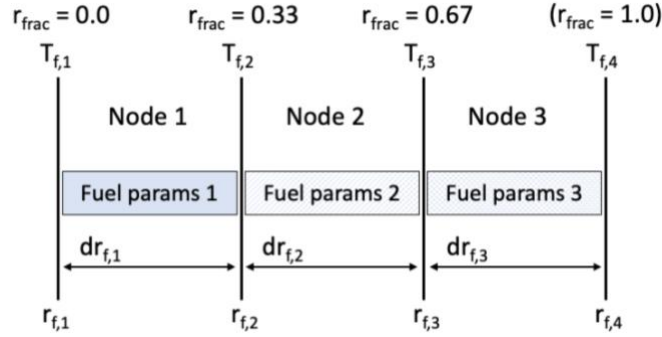 r_frac = 0.0 r_frac = 0.33 r_frac = 0.67 (r_frac = 1.0)
T_f,1 T_f,2 T_f,3 T_f,4
Node 1 Node 2 Node 3
Fuel params 1 Fuel params 2 Fuel params 3
dr_f,1 dr_f,2 dr_f,3
r_f,1 r_f,2 r_f,3 r_f,4